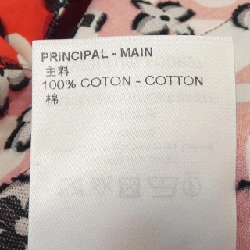 PRINCIPAL - MAIN
主料
100% COTON - COTTON
棉